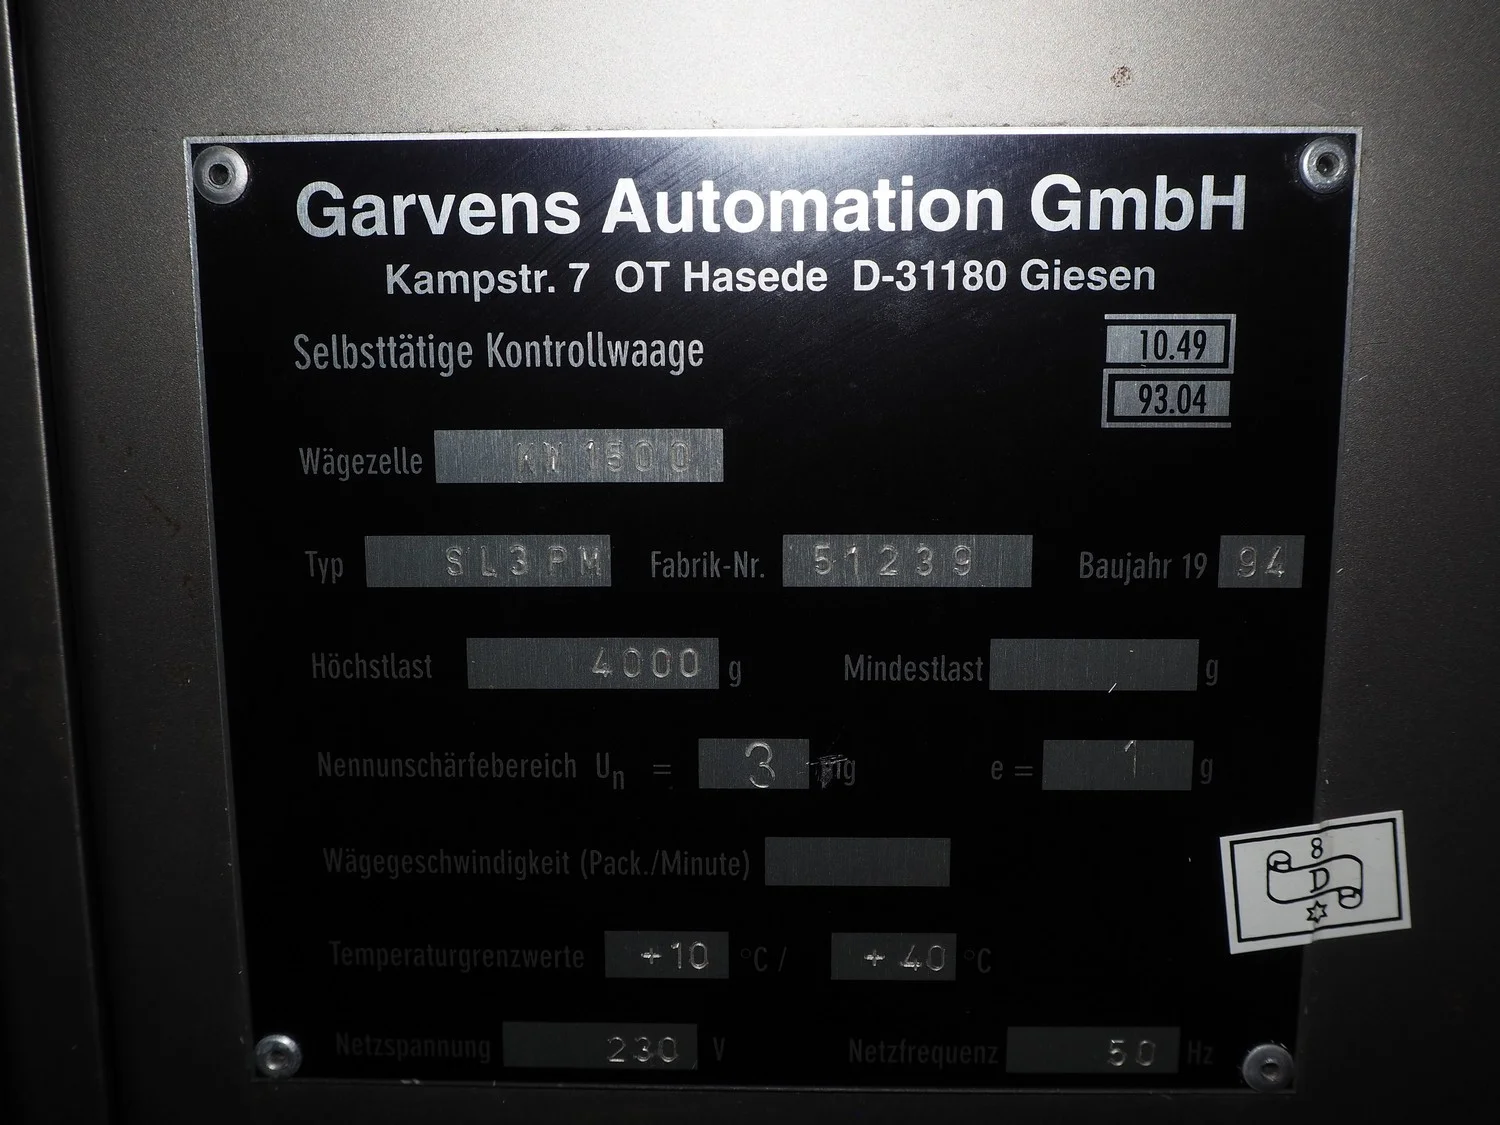 Garvens Automation GmbH
Kampstr. 7 OT Hasede D-31180 Giesen
Selbsttätige Kontrollwaage
10.49
93.04
Wägezelle 1500
Typ SL3PM Fabrik-Nr. 51239 Baujahr 19 94
Höchstlast 4000 g Mindestlast g
Nennunschärfebereich Un = 3 g e = 1 g
Wägegeschwindigkeit (Pack./Minute)
Temperaturgrenzwerte +10 °C / +40 °C
Netzspannung 230 V Netzfrequenz 50 Hz
8
D